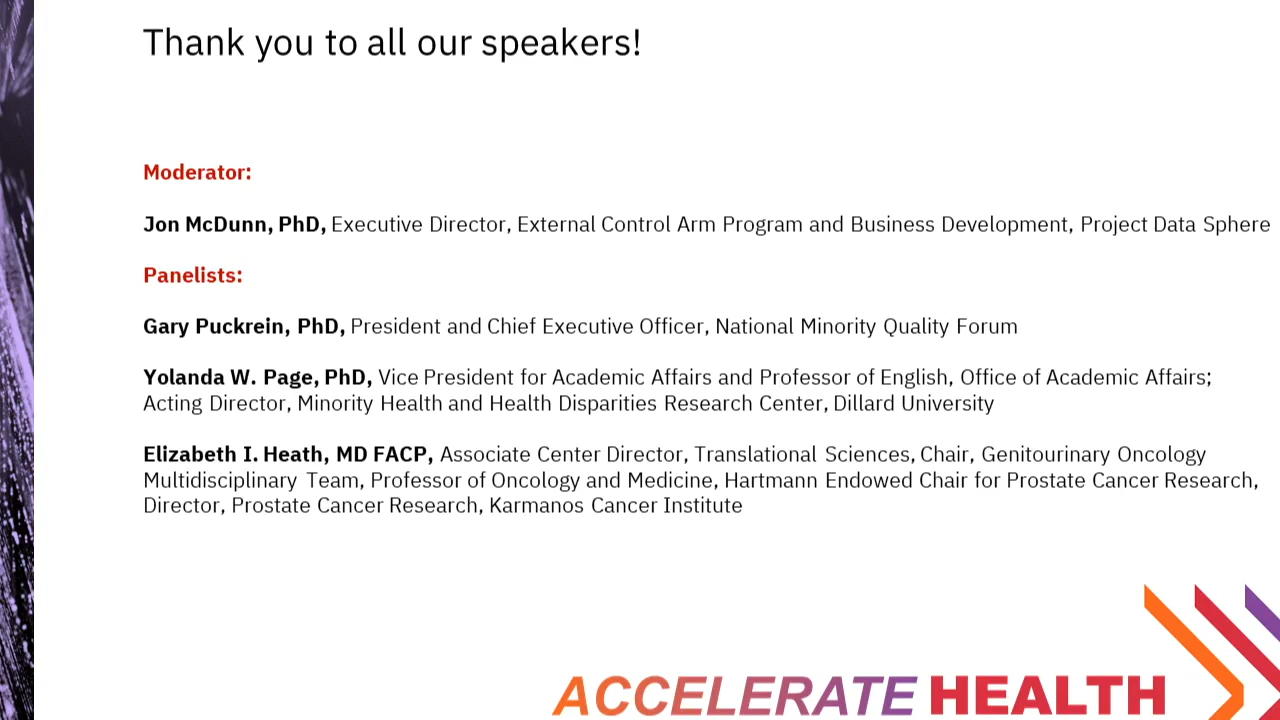 Thank you to all our speakers!
Moderator:
Jon McDunn, PhD, Executive Director, External Control Arm Program and Business Development, Project Data Sphere
Panelists:
Gary Puckrein, PhD, President and Chief Executive Officer, National Minority Quality Forum
Yolanda W. Page, PhD, Vice President for Academic Affairs and Professor of English, Office of Academic Affairs;
Acting Director, Minority Health and Health Disparities Research Center, Dillard University
Elizabeth I. Heath, MD FACP, Associate Center Director, Translational Sciences, Chair, Genitourinary Oncology
Multidisciplinary Team, Professor of Oncology and Medicine, Hartmann Endowed Chair for Prostate Cancer Research,
Director, Prostate Cancer Research, Karmanos Cancer Institute
ACCELERATE HEALTH